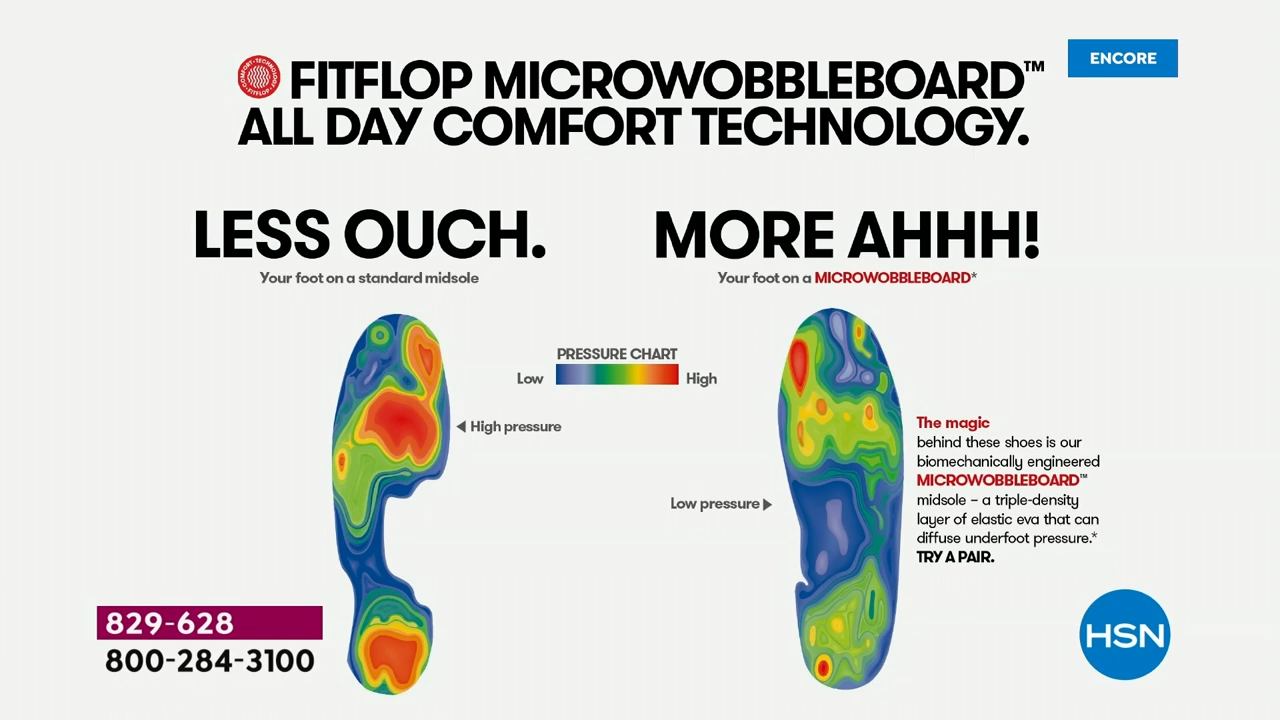 FITFLOP MICROWOBBLEBOARD™
ALL DAY COMFORT TECHNOLOGY.
ENCORE
LESS OUCH.
Your foot on a standard midsole
MORE AHHH!
Your foot on a MICROWOBBLEBOARD*
PRESSURE CHART
Low
High
High pressure
Low pressure
The magic
behind these shoes is our
biomechanically engineered
MICROWOBBLEBOARD™
midsole – a triple-density
layer of elastic eva that can
diffuse underfoot pressure.*
TRY A PAIR.
829-628
800-284-3100
HSN